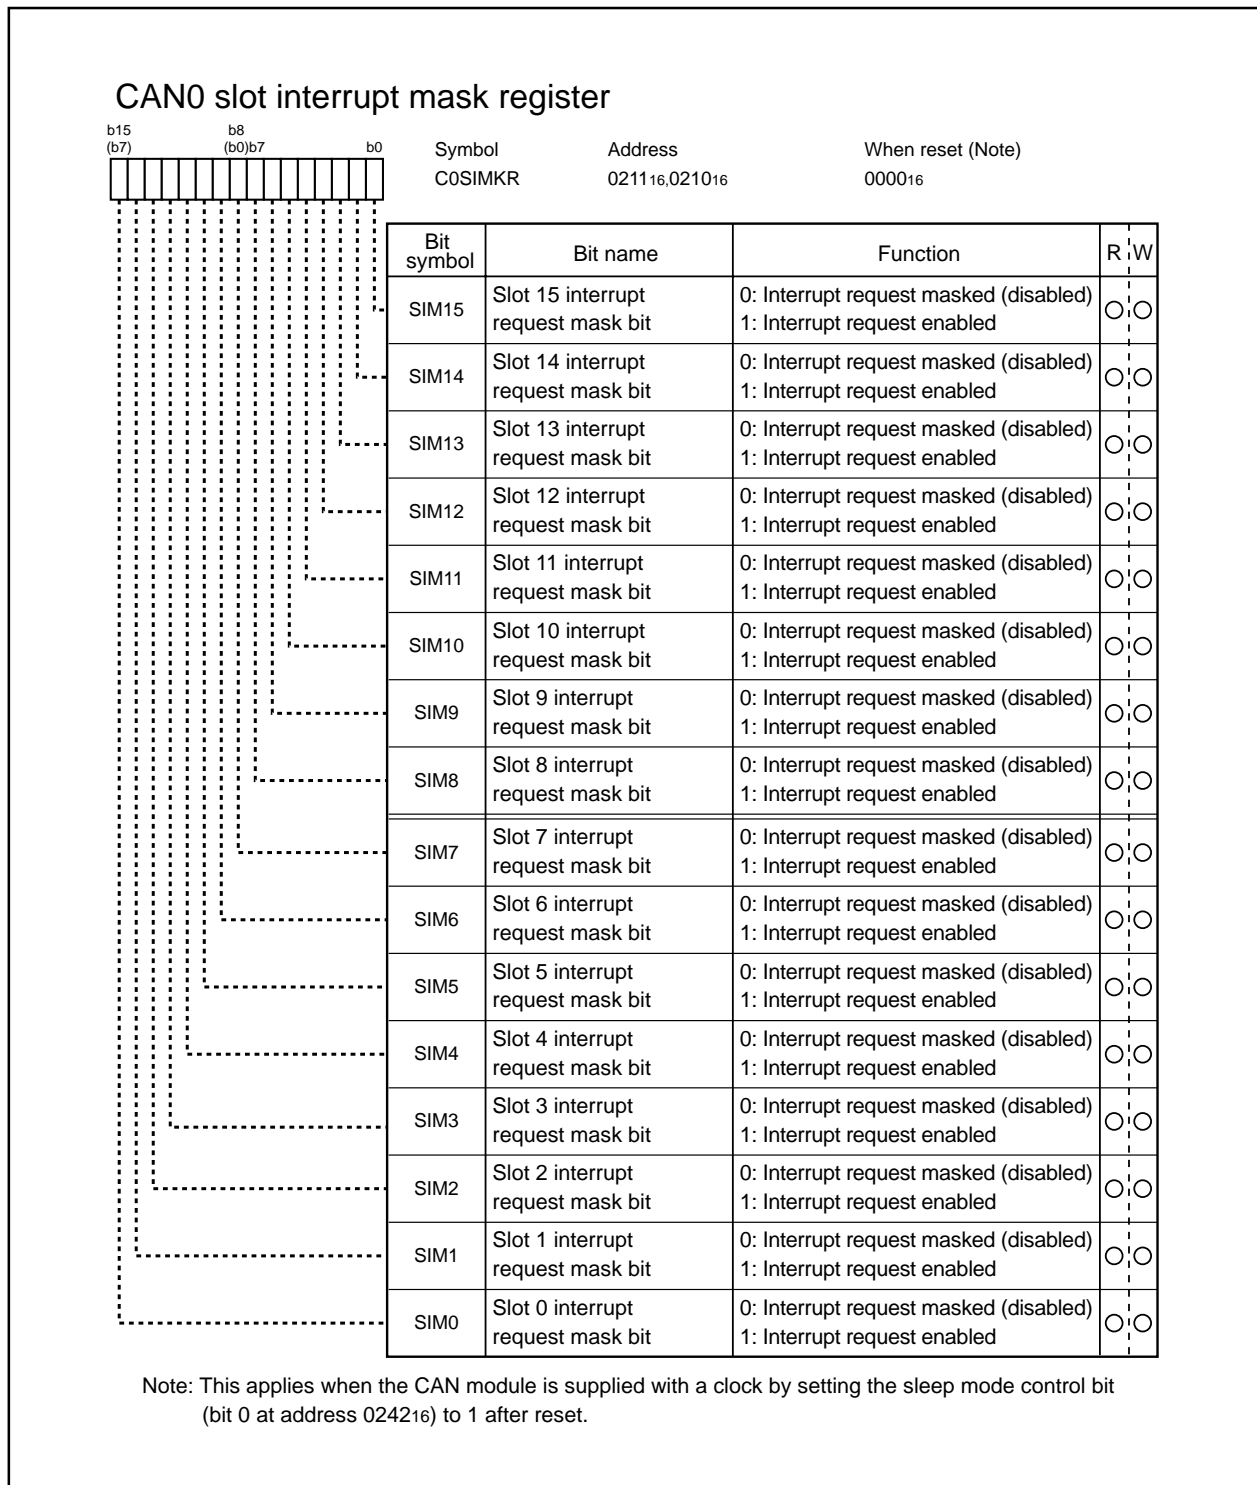 CAN0 slot interrupt mask register
b15 b8
(b7) (b0)b7 b0
Symbol Address When reset (Note)
C0SIMKR 021116,021016 000016
Bit symbol Bit name Function R W
SIM15 Slot 15 interrupt 0: Interrupt request masked (disabled)
request mask bit 1: Interrupt request enabled
SIM14 Slot 14 interrupt 0: Interrupt request masked (disabled)
request mask bit 1: Interrupt request enabled
SIM13 Slot 13 interrupt 0: Interrupt request masked (disabled)
request mask bit 1: Interrupt request enabled
SIM12 Slot 12 interrupt 0: Interrupt request masked (disabled)
request mask bit 1: Interrupt request enabled
SIM11 Slot 11 interrupt 0: Interrupt request masked (disabled)
request mask bit 1: Interrupt request enabled
SIM10 Slot 10 interrupt 0: Interrupt request masked (disabled)
request mask bit 1: Interrupt request enabled
SIM9 Slot 9 interrupt 0: Interrupt request masked (disabled)
request mask bit 1: Interrupt request enabled
SIM8 Slot 8 interrupt 0: Interrupt request masked (disabled)
request mask bit 1: Interrupt request enabled
SIM7 Slot 7 interrupt 0: Interrupt request masked (disabled)
request mask bit 1: Interrupt request enabled
SIM6 Slot 6 interrupt 0: Interrupt request masked (disabled)
request mask bit 1: Interrupt request enabled
SIM5 Slot 5 interrupt 0: Interrupt request masked (disabled)
request mask bit 1: Interrupt request enabled
SIM4 Slot 4 interrupt 0: Interrupt request masked (disabled)
request mask bit 1: Interrupt request enabled
SIM3 Slot 3 interrupt 0: Interrupt request masked (disabled)
request mask bit 1: Interrupt request enabled
SIM2 Slot 2 interrupt 0: Interrupt request masked (disabled)
request mask bit 1: Interrupt request enabled
SIM1 Slot 1 interrupt 0: Interrupt request masked (disabled)
request mask bit 1: Interrupt request enabled
SIM0 Slot 0 interrupt 0: Interrupt request masked (disabled)
request mask bit 1: Interrupt request enabled
Note: This applies when the CAN module is supplied with a clock by setting the sleep mode control bit
(bit 0 at address 024216) to 1 after reset.